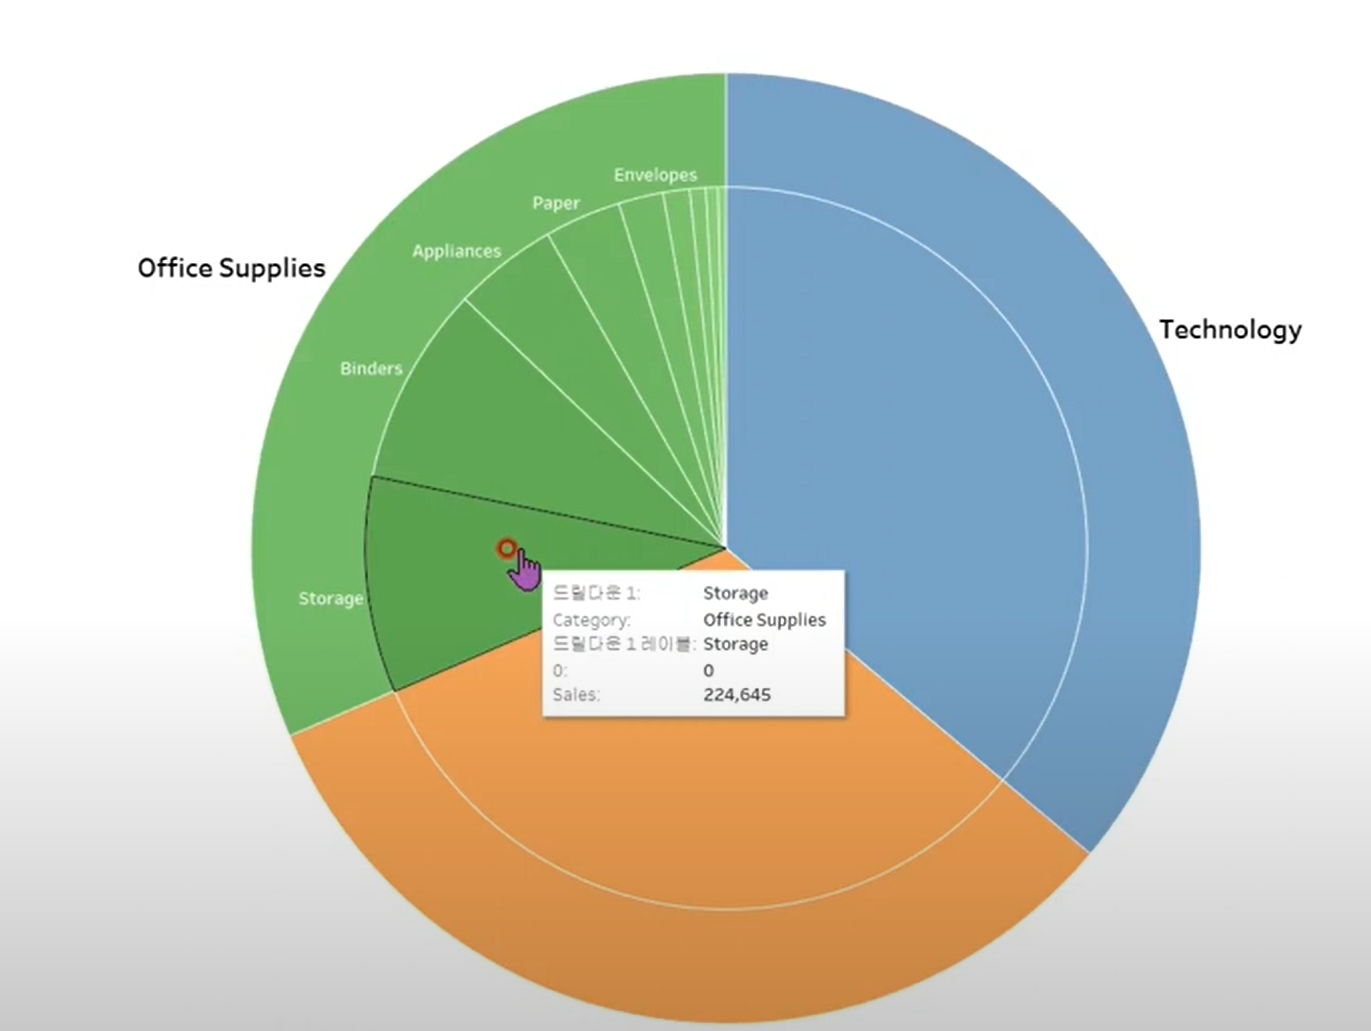 Envelopes
Paper
Appliances
Office Supplies
Technology
Binders
Storage
드릴다운 1: Storage
Category: Office Supplies
드릴다운 1 레이블: Storage
0: 0
Sales: 224,645